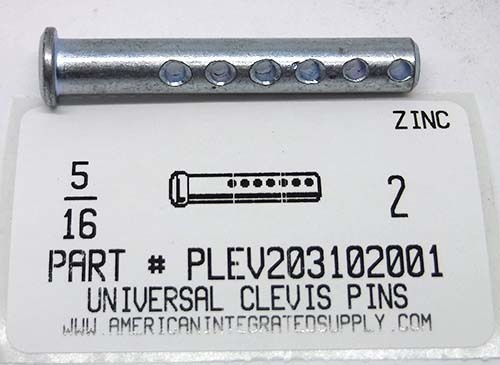 ZINC
5
16
2
PART # PLEV203102001
UNIVERSAL CLEVIS PINS
WWW.AMERICANINTEGRATEDSUPPLY.COM